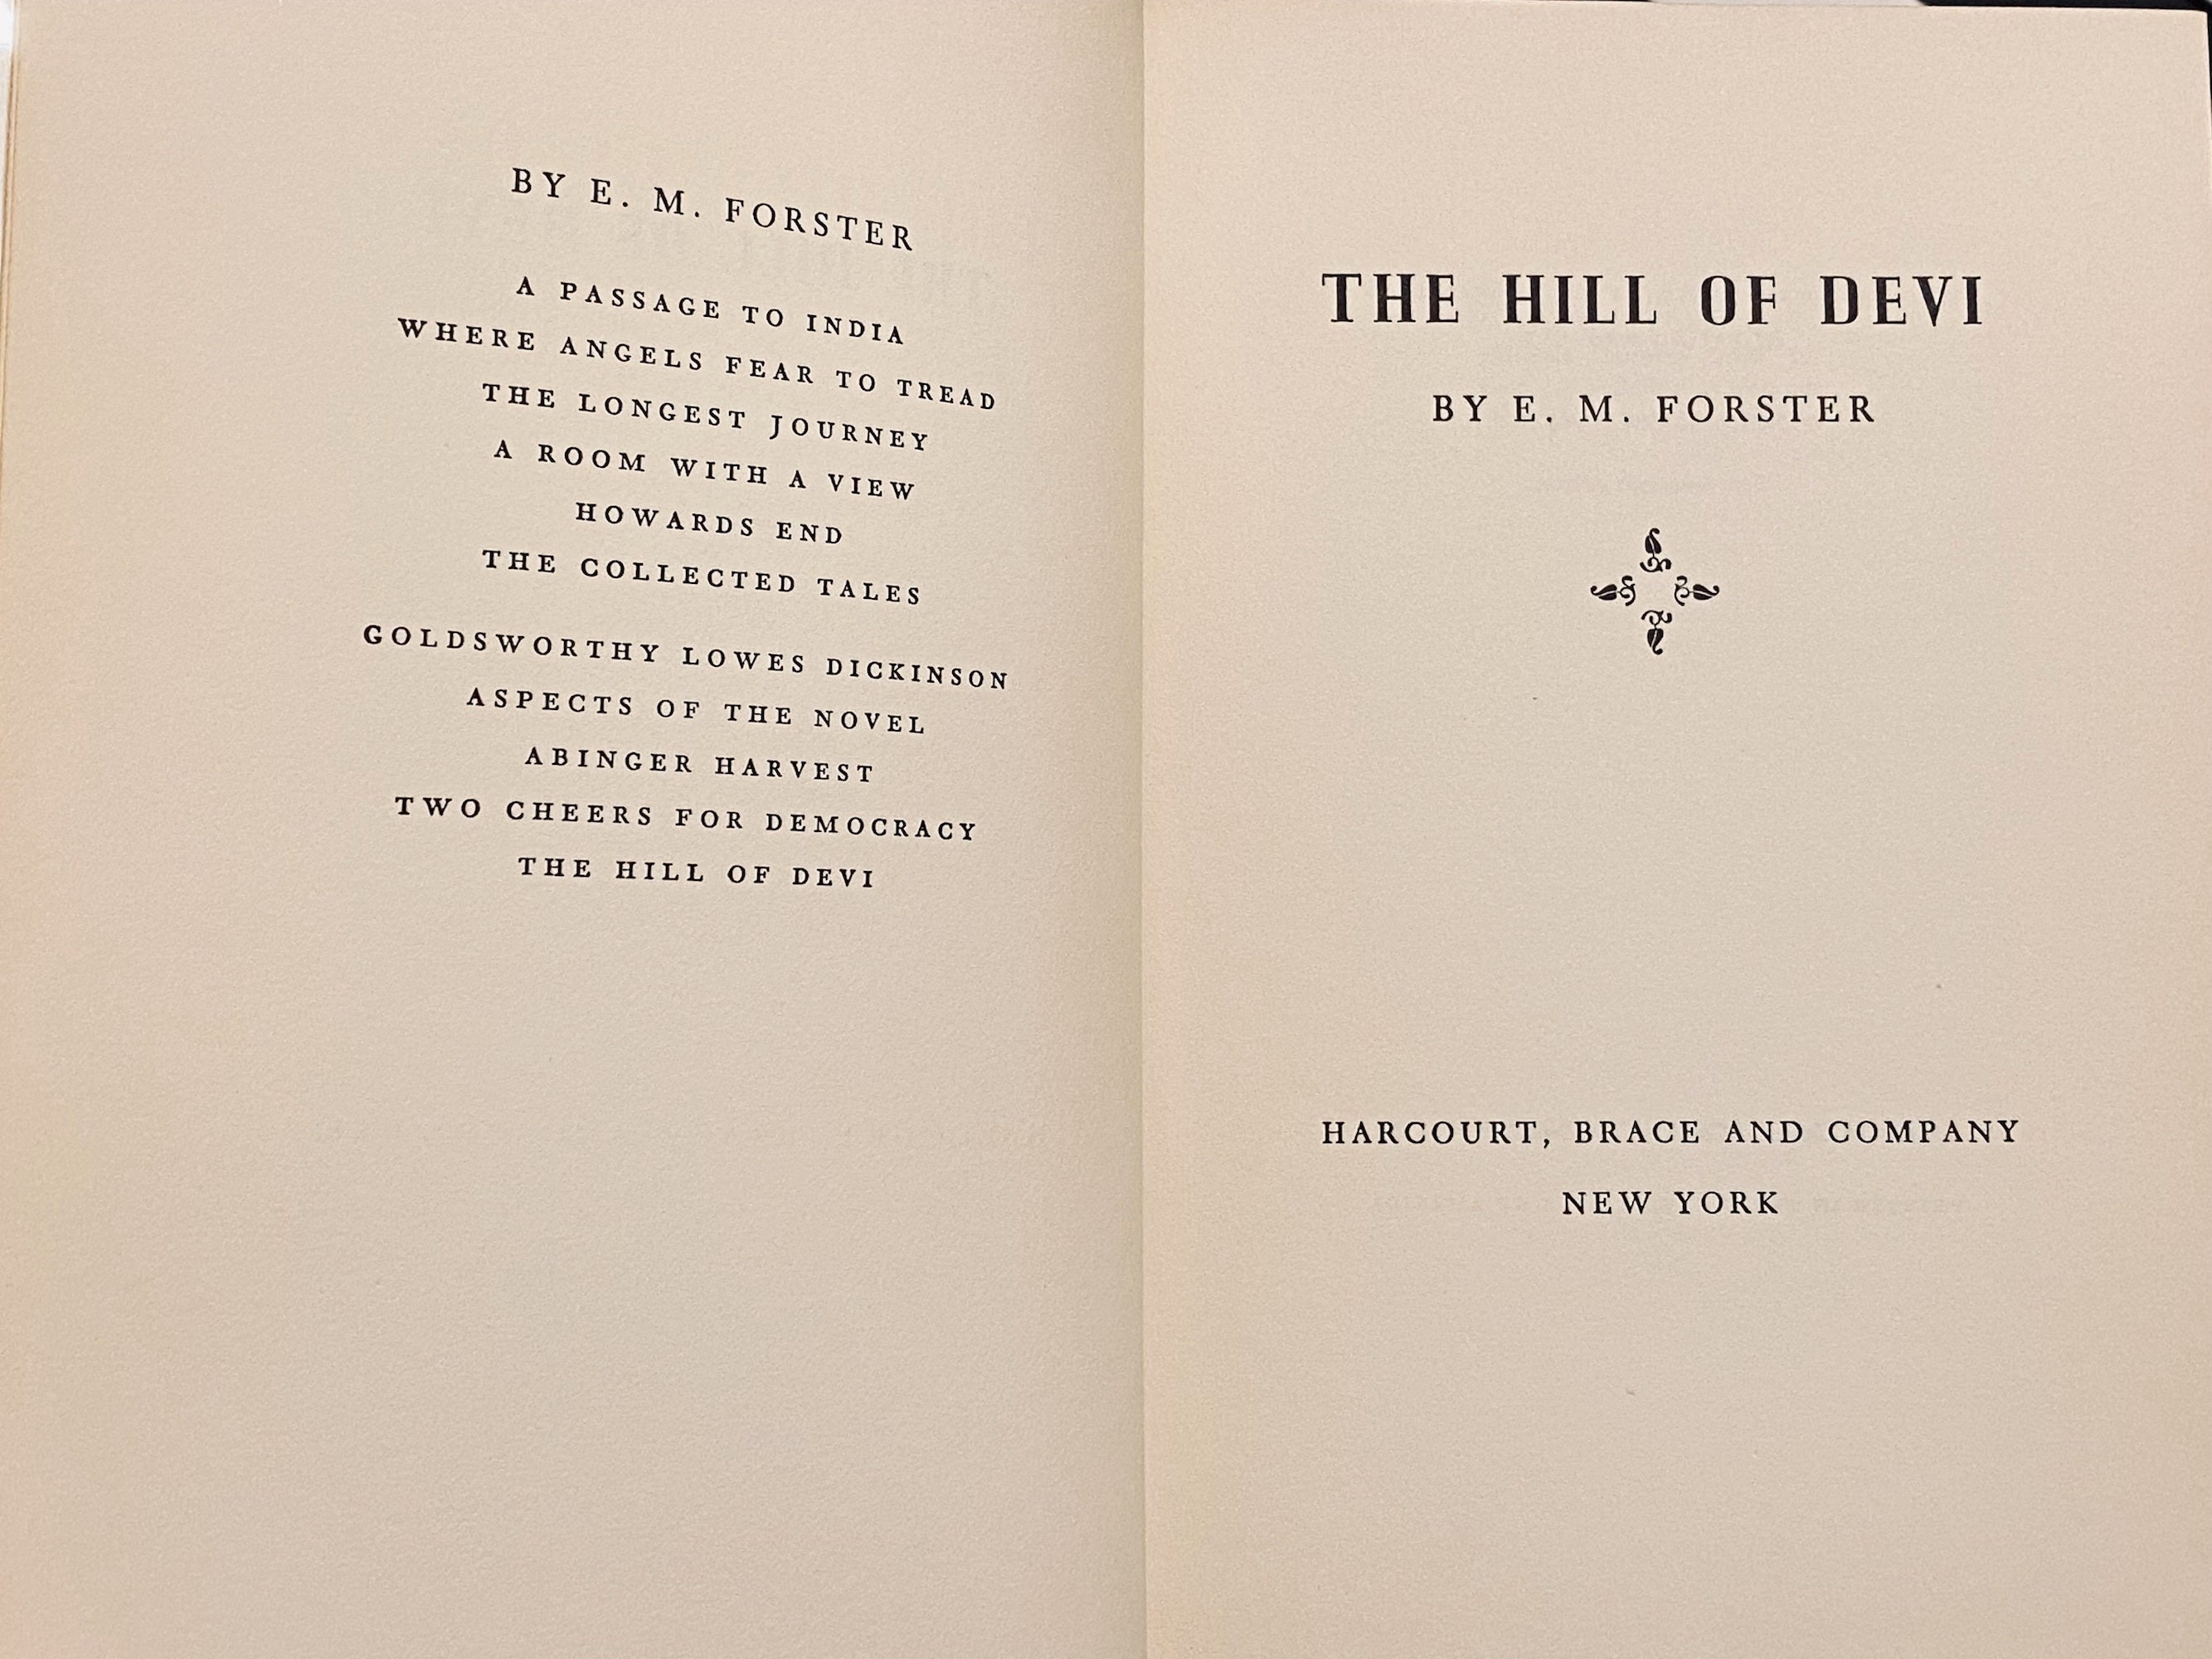 BY E. M. FORSTER
A PASSAGE TO INDIA
WHERE ANGELS FEAR TO TREAD
THE LONGEST JOURNEY
A ROOM WITH A VIEW
HOWARDS END
THE COLLECTED TALES
GOLDSWORTHY LOWES DICKINSON
ASPECTS OF THE NOVEL
ABINGER HARVEST
TWO CHEERS FOR DEMOCRACY
THE HILL OF DEVI
THE HILL OF DEVI
BY E. M. FORSTER
HARCOURT, BRACE AND COMPANY
NEW YORK